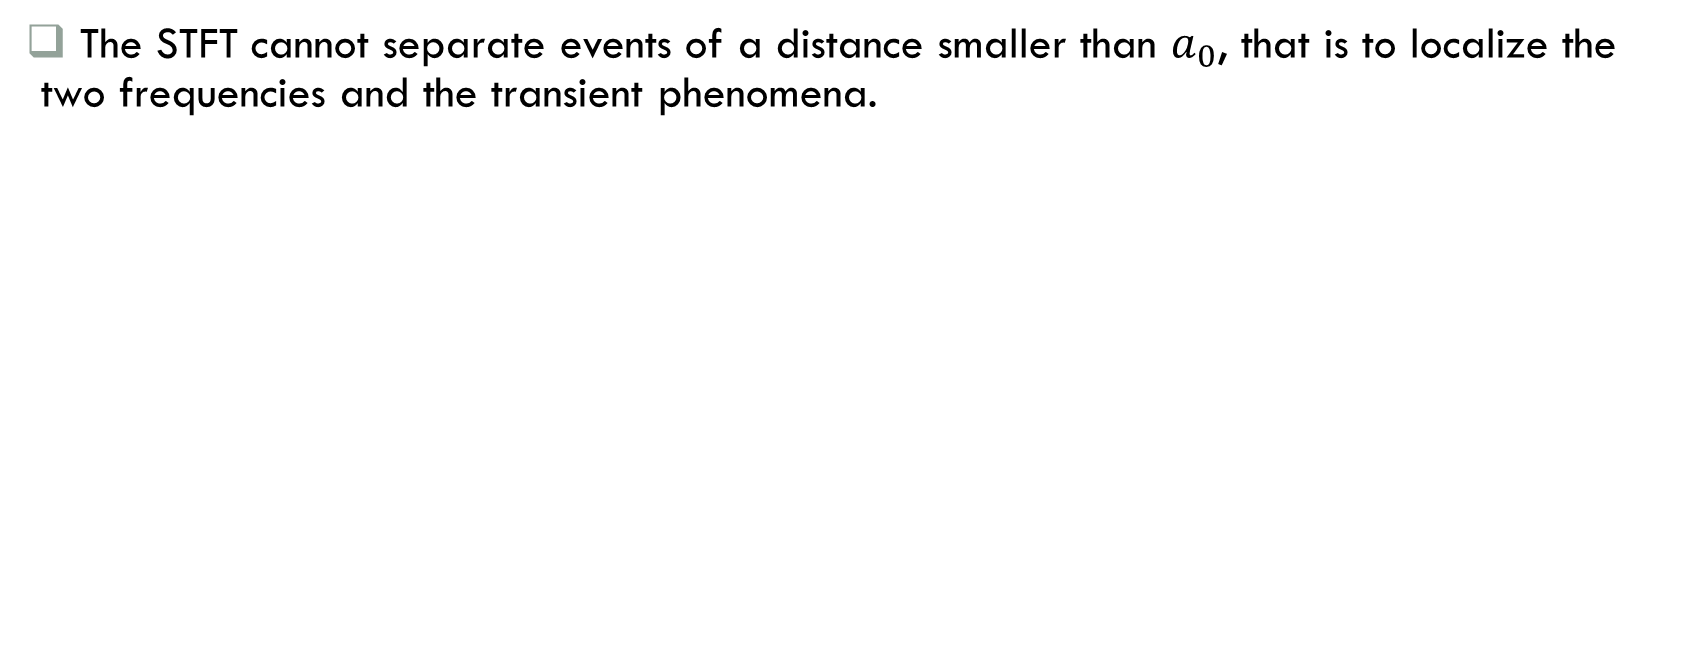 ❑ The STFT cannot separate events of a distance smaller than 𝑎₀, that is to localize the
two frequencies and the transient phenomena.